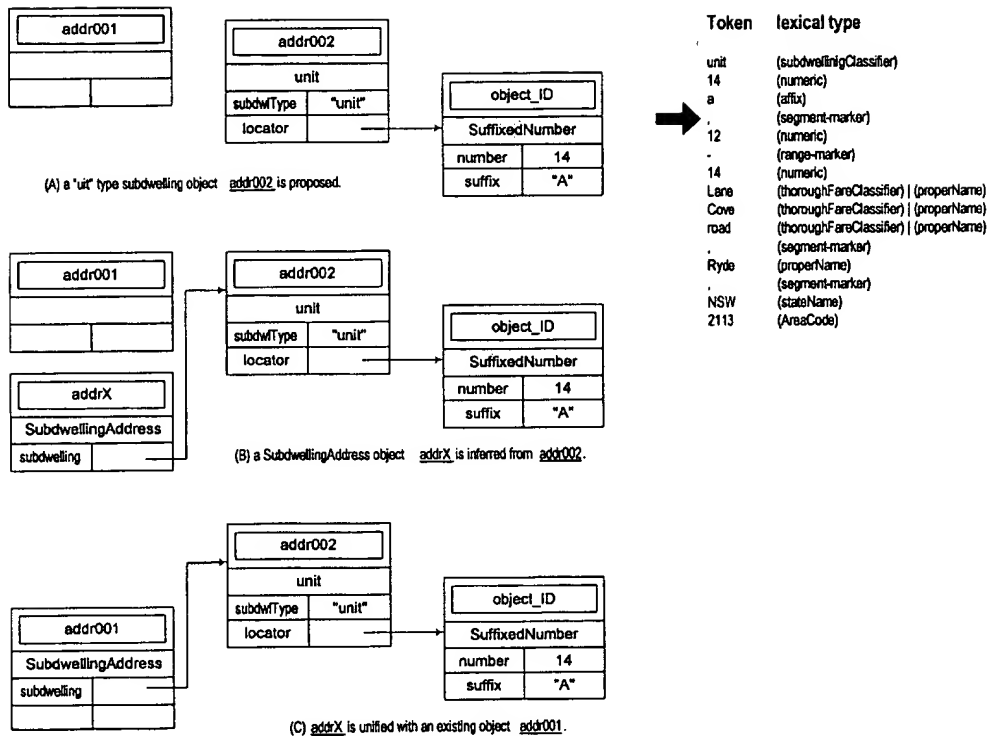 addr001
addr002
unit
subdwlType "unit"
locator
object_ID
SuffixedNumber
number 14
suffix "A"
(A) a "uit" type subdwelling object addr002 is proposed.
addr001
addr002
unit
subdwlType "unit"
locator
object_ID
SuffixedNumber
number 14
suffix "A"
addrX
SubdwellingAddress
subdwelling
(B) a SubdwellingAddress object addrX is inferred from addr002.
addr002
unit
subdwlType "unit"
locator
object_ID
SuffixedNumber
number 14
suffix "A"
addr001
SubdwellingAddress
subdwelling
(C) addrX is unified with an existing object addr001.
Token lexical type
unit (subdwellinigClassifier)
14 (numeric)
a (affix)
, (segment-marker)
12 (numeric)
- (range-marker)
14 (numeric)
Lane (thoroughFareClassifier) | (properName)
Cove (thoroughFareClassifier) | (properName)
road (thoroughFareClassifier) | (properName)
, (segment-marker)
Ryde (properName)
, (segment-marker)
NSW (stateName)
2113 (AreaCode)